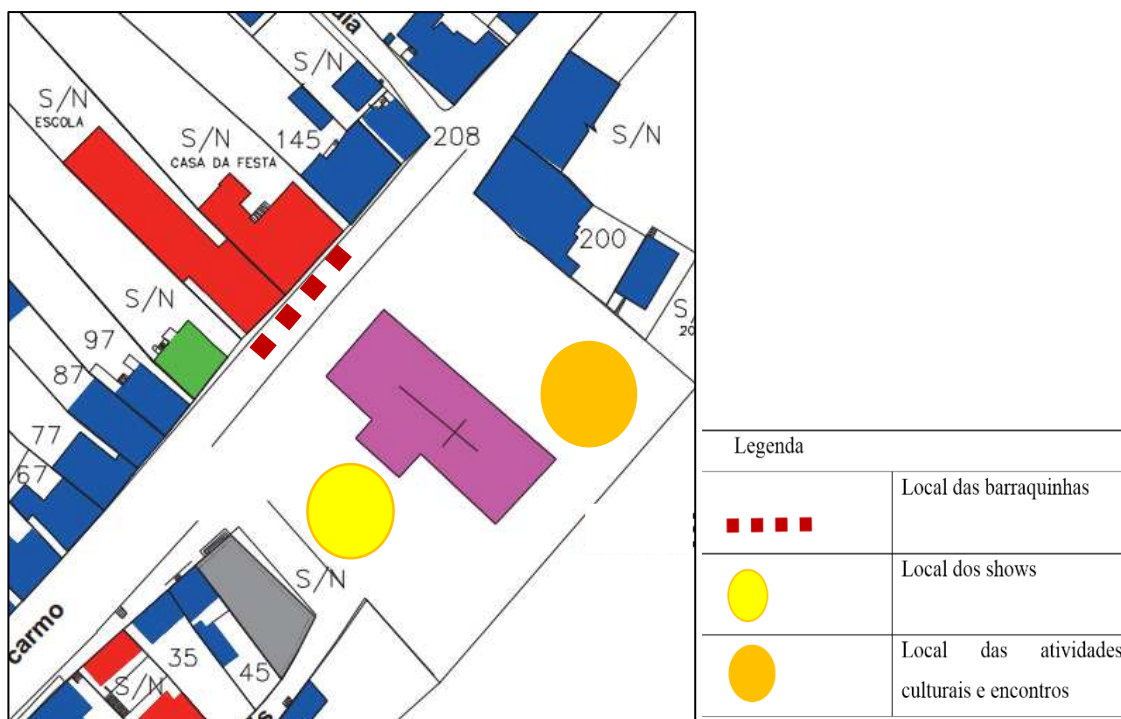 S/N
S/N
ESCOLA
S/N
CASA DA FESTA
145
208
S/N
200
S/N
97
87
77
67
S/N
carmo
35
45
S/N
Legenda
Local das barraquinhas
Local dos shows
Local das atividades
culturais e encontros